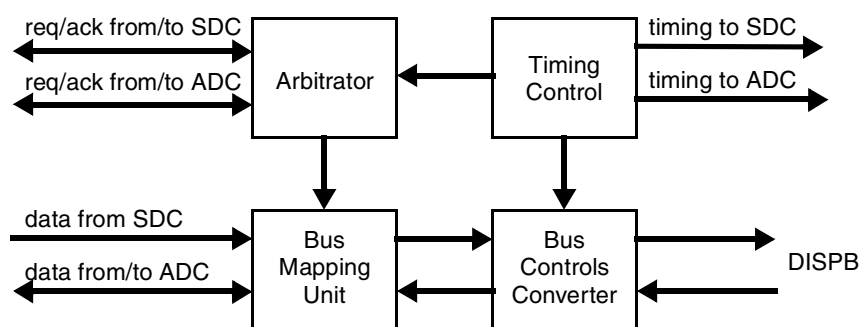 req/ack from/to SDC
req/ack from/to ADC
Arbitrator
Timing
Control
timing to SDC
timing to ADC
data from SDC
data from/to ADC
Bus
Mapping
Unit
Bus
Controls
Converter
DISPB